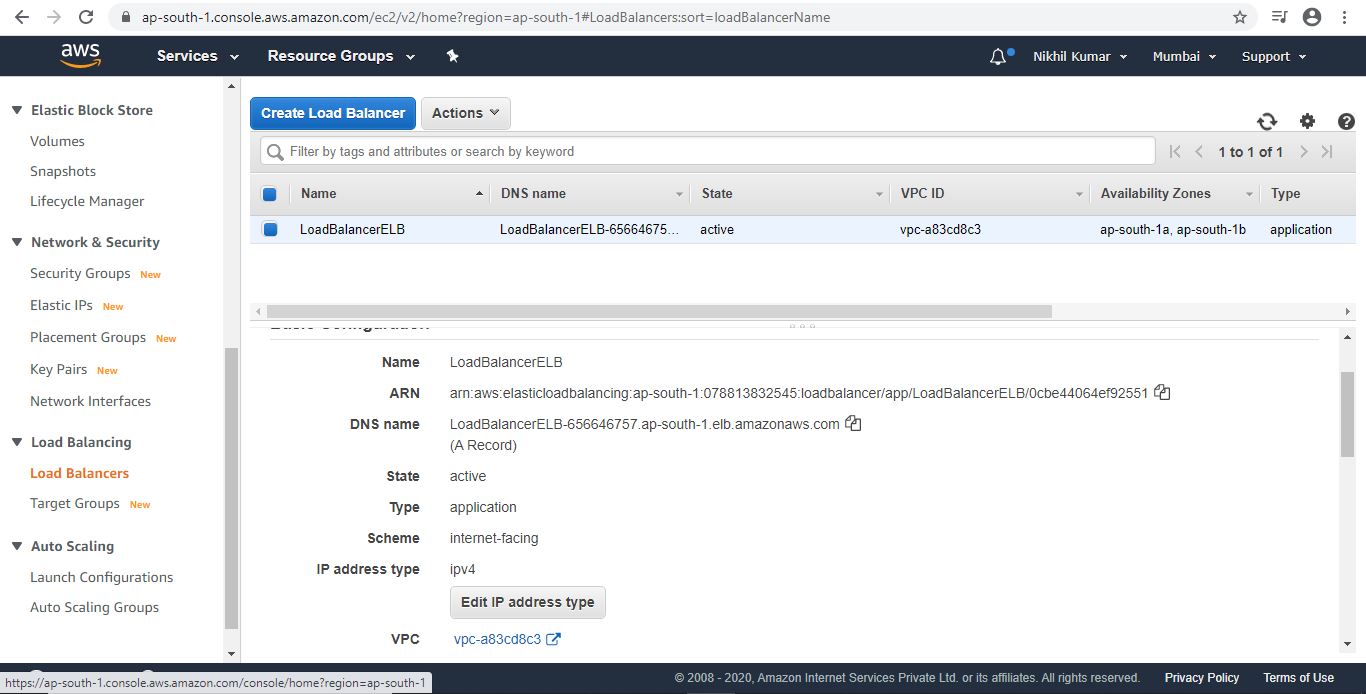 ap-south-1.console.aws.amazon.com/ec2/v2/home?region=ap-south-1#LoadBalancers:sort=loadBalancerName
aws Services Resource Groups Nikhil Kumar Mumbai Support
Elastic Block Store
Volumes
Snapshots
Lifecycle Manager
Network & Security
Security Groups New
Elastic IPs New
Placement Groups New
Key Pairs New
Network Interfaces
Load Balancing
Load Balancers
Target Groups New
Auto Scaling
Launch Configurations
Auto Scaling Groups
Create Load Balancer Actions
Filter by tags and attributes or search by keyword 1 to 1 of 1
Name DNS name State VPC ID Availability Zones Type
LoadBalancerELB LoadBalancerELB-65664675... active vpc-a83cd8c3 ap-south-1a, ap-south-1b application
Basic Configuration
Name LoadBalancerELB
ARN arn:aws:elasticloadbalancing:ap-south-1:078813832545:loadbalancer/app/LoadBalancerELB/0cbe44064ef92551
DNS name LoadBalancerELB-656646757.ap-south-1.elb.amazonaws.com
(A Record)
State active
Type application
Scheme internet-facing
IP address type ipv4
Edit IP address type
VPC vpc-a83cd8c3
© 2008 - 2020, Amazon Internet Services Private Ltd. or its affiliates. All rights reserved. Privacy Policy Terms of Use
https://ap-south-1.console.aws.amazon.com/console/home?region=ap-south-1